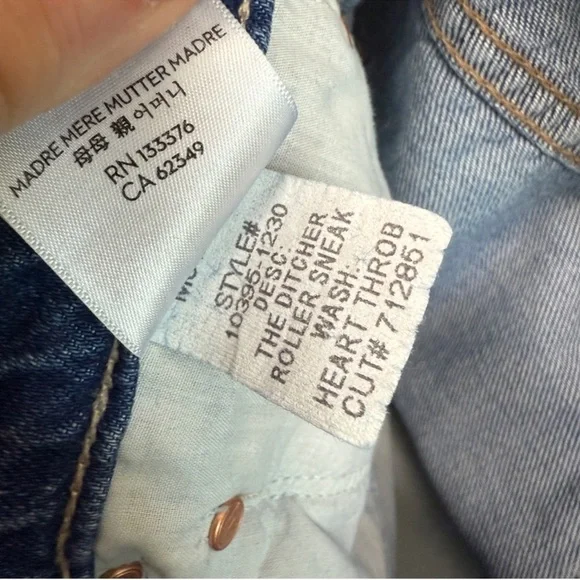 MADRE MERE MUTTER MADRE
母母 親 어머니
RN 133376
CA 62349
STYLE#
10395-1230
DESC:
THE DITCHER
ROLLER SNEAK
WASH:
HEART THROB
CUT# 712851